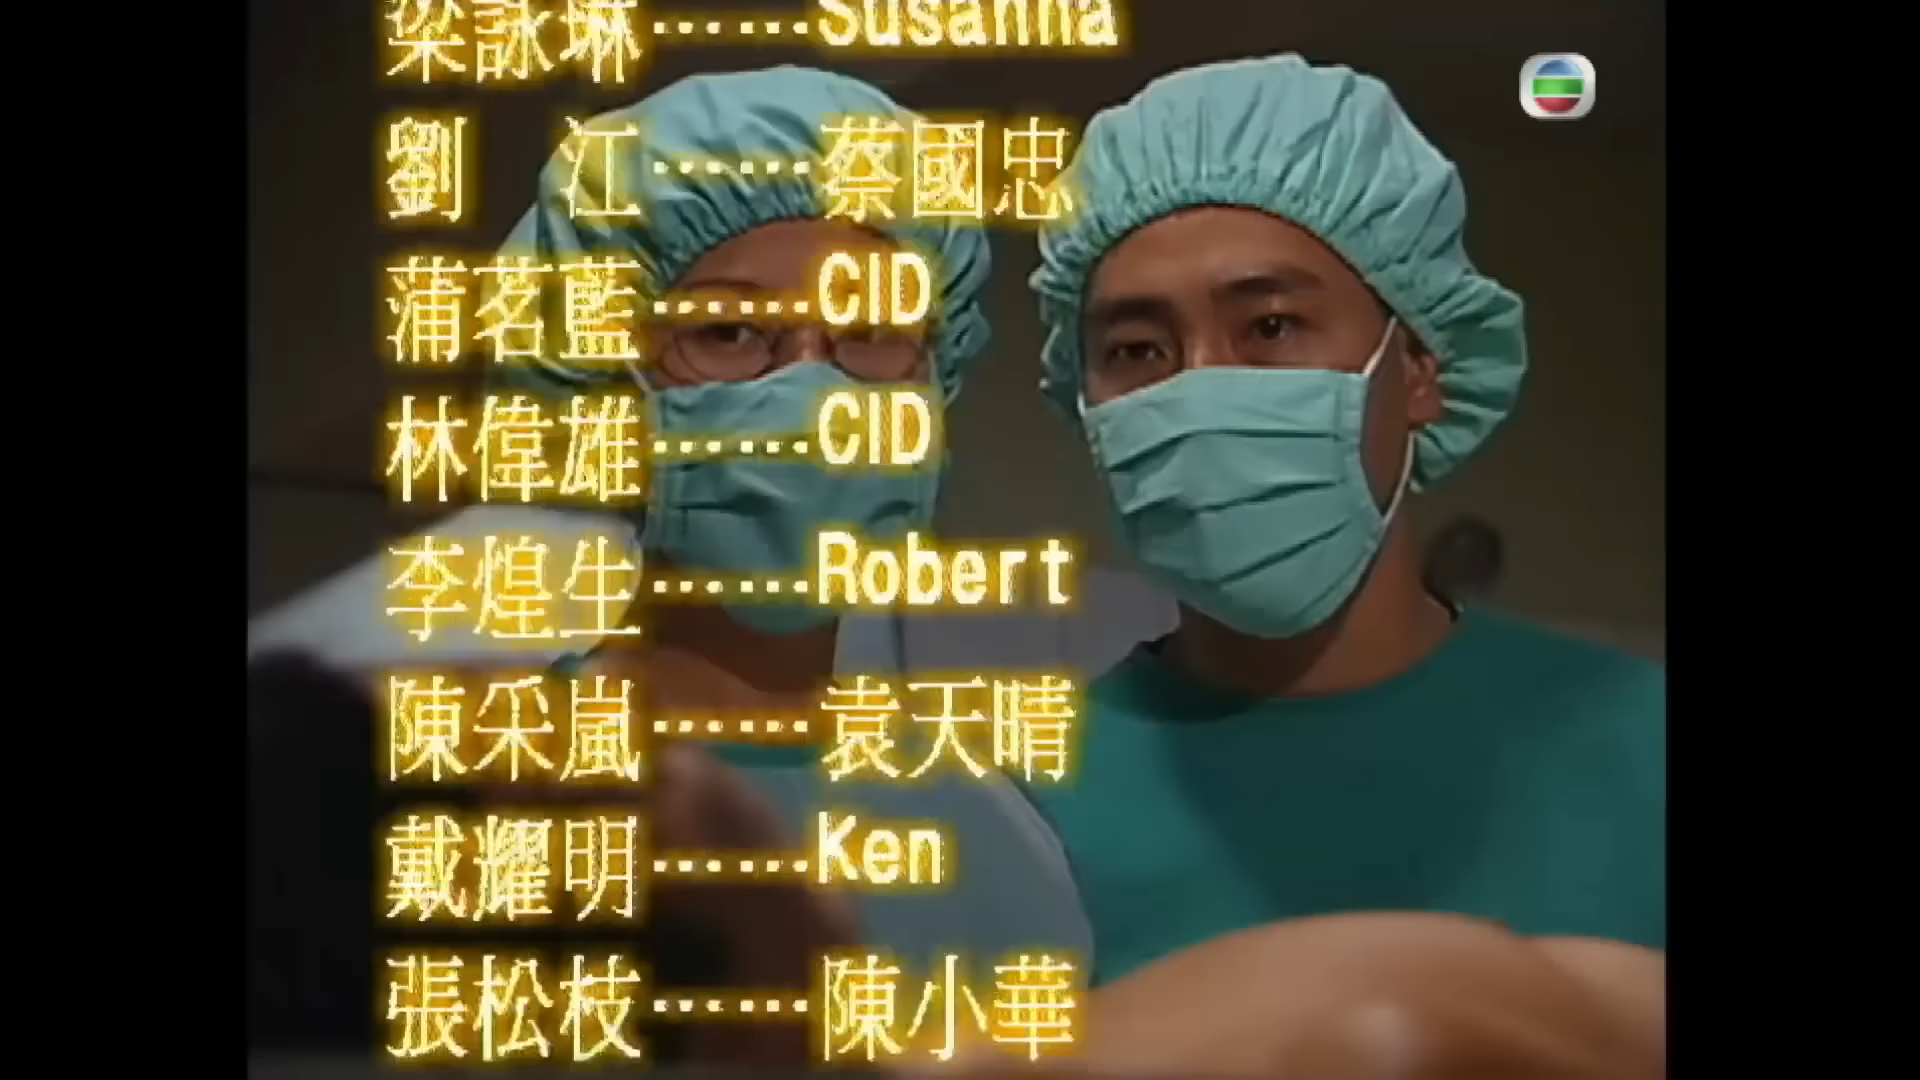 梁詠琳……Susanna
劉　江……蔡國忠
蒲茗藍……CID
林偉雄……CID
李煌生……Robert
陳采嵐……袁天晴
戴耀明……Ken
張松枝……陳小華